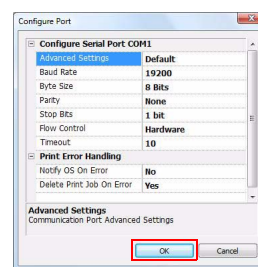 Configure Port
Configure Serial Port COM1
Advanced Settings Default
Baud Rate 19200
Byte Size 8 Bits
Parity None
Stop Bits 1 bit
Flow Control Hardware
Timeout 10
Print Error Handling
Notify OS On Error No
Delete Print Job On Error Yes
Advanced Settings
Communication Port Advanced Settings
OK Cancel